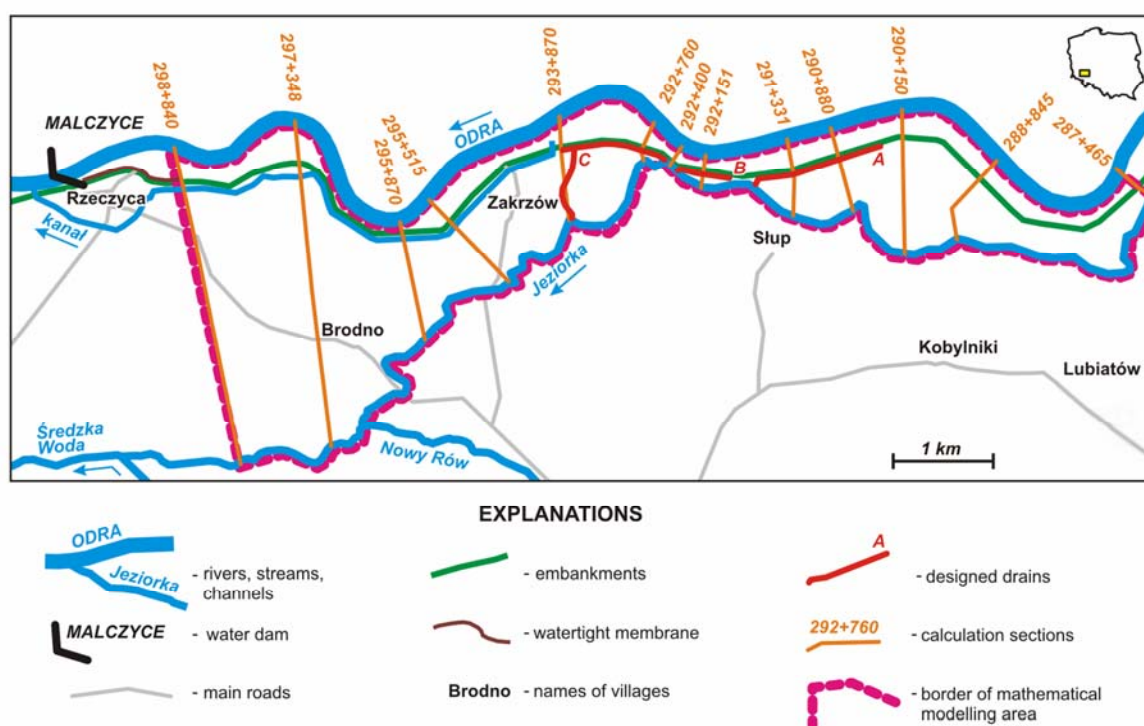 298+840
297+348
295+870
295+515
293+870
292+760
292+400
292+151
291+331
290+880
290+150
288+845
287+465
MALCZYCE
ODRA
Rzeczyca
kanał
C
B
A
Zakrzów
Słup
Jeziorka
Brodno
Kobylniki
Lubiatów
Średzka
Woda
Nowy Rów
1 km
EXPLANATIONS
ODRA
Jeziorka
- rivers, streams,
channels
- embankments
A
- designed drains
MALCZYCE
- water dam
- watertight membrane
292+760
- calculation sections
- main roads
Brodno
- names of villages
- border of mathematical
modelling area